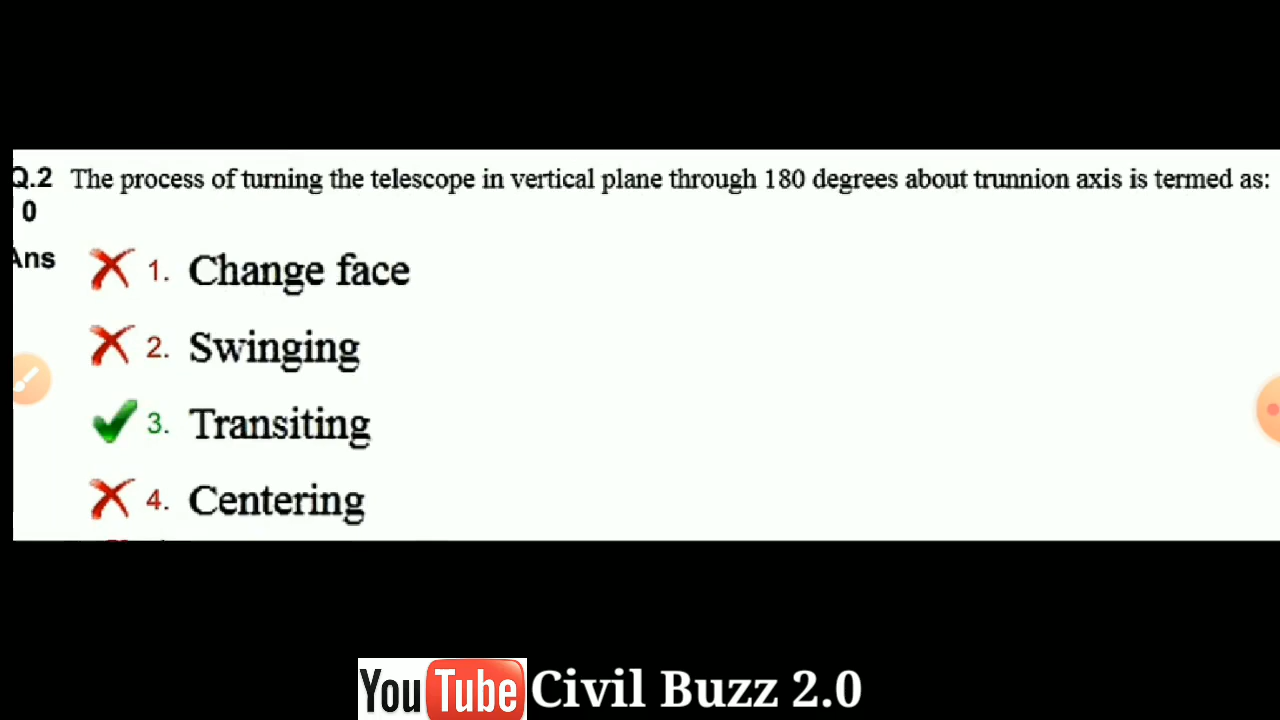 Q.2 The process of turning the telescope in vertical plane through 180 degrees about trunnion axis is termed as:
0
Ans
1. Change face
2. Swinging
3. Transiting
4. Centering
YouTube Civil Buzz 2.0